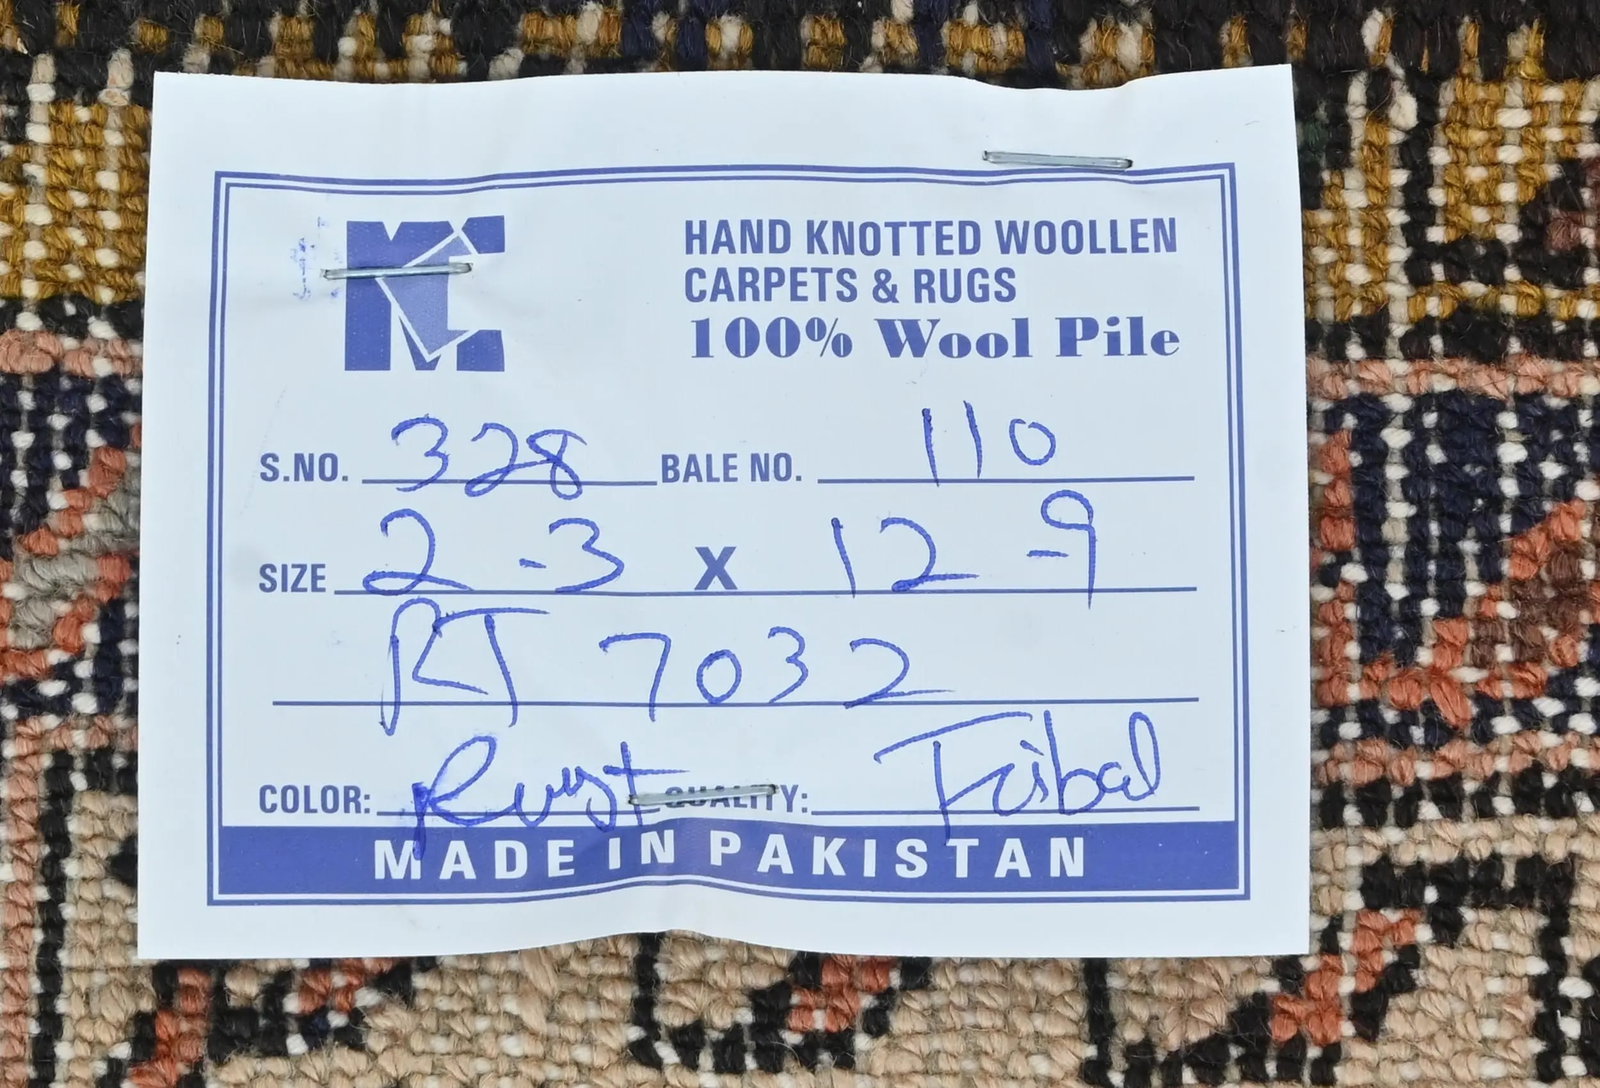 MC
HAND KNOTTED WOOLLEN
CARPETS & RUGS
100% Wool Pile
S.NO. 328 BALE NO. 110
SIZE 2 -3 X 12 -9
RT 7032
COLOR: Rust QUALITY: Tribal
MADE IN PAKISTAN